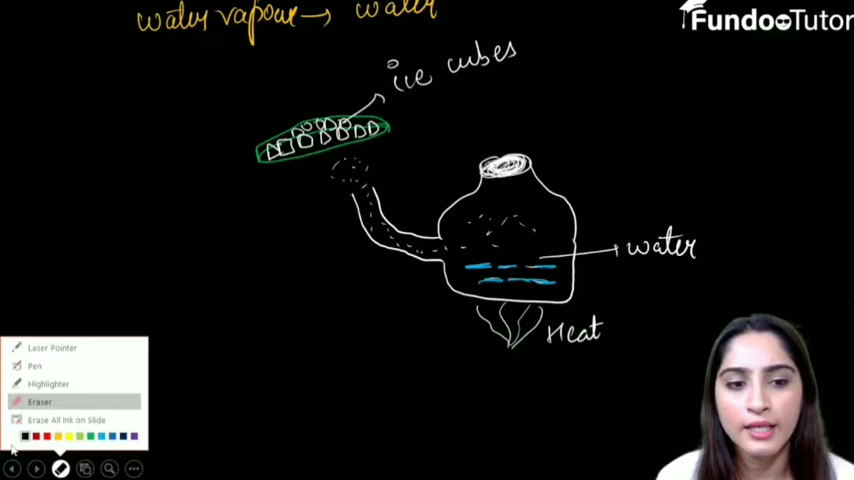 water vapour → water
FundooTutor
ice cubes
water
Heat
Laser Pointer
Pen
Highlighter
Eraser
Erase All Ink on Slide